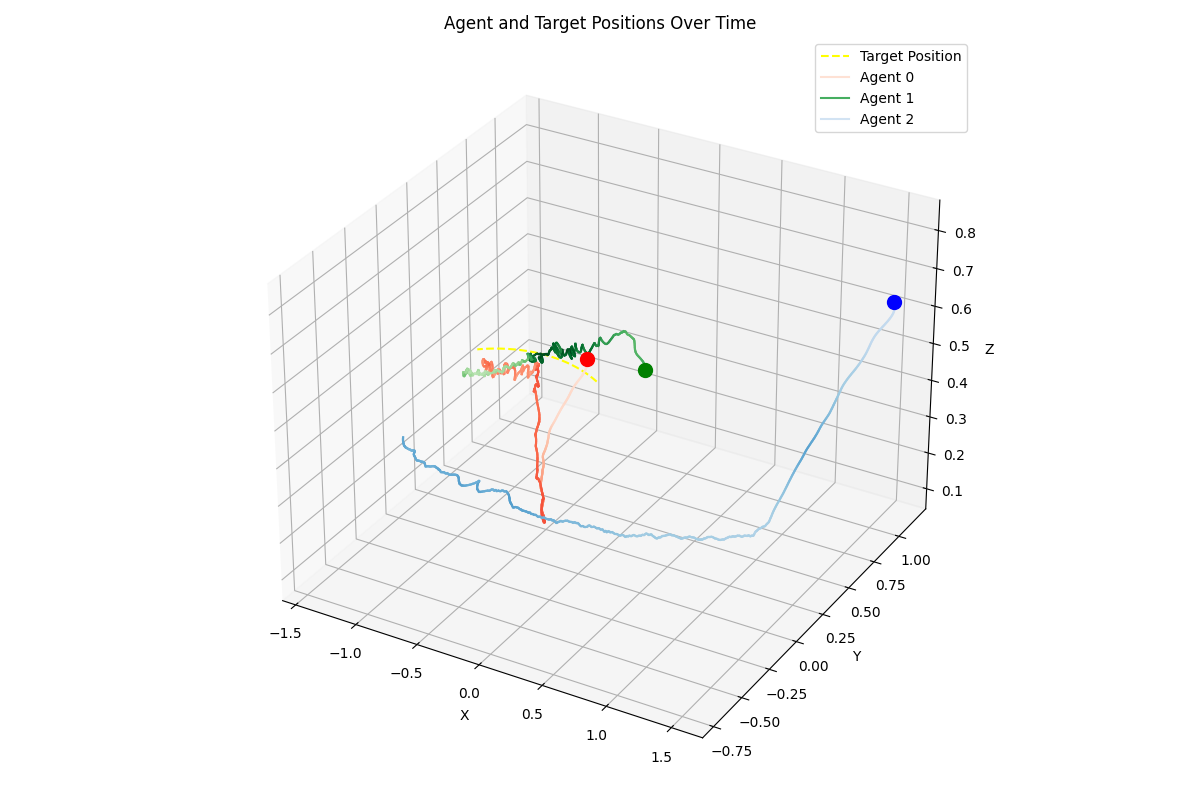 Agent and Target Positions Over Time
Target Position
Agent 0
Agent 1
Agent 2
0.8
0.7
0.6
0.5
Z
0.4
0.3
0.2
0.1
1.00
0.75
0.50
0.25
Y
0.00
−0.25
−0.50
−0.75
−1.5
−1.0
−0.5
0.0
X
0.5
1.0
1.5